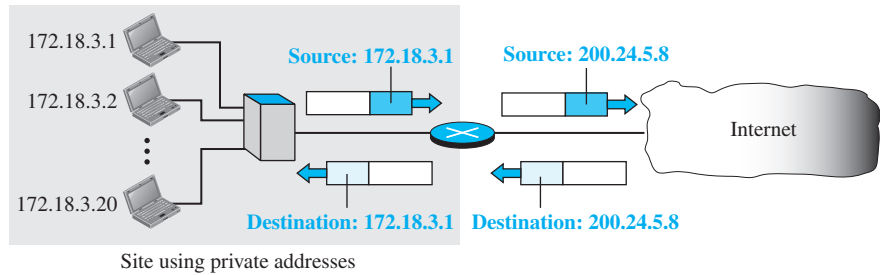 172.18.3.1
Source: 172.18.3.1
Source: 200.24.5.8
172.18.3.2
Internet
172.18.3.20
Destination: 172.18.3.1
Destination: 200.24.5.8
Site using private addresses